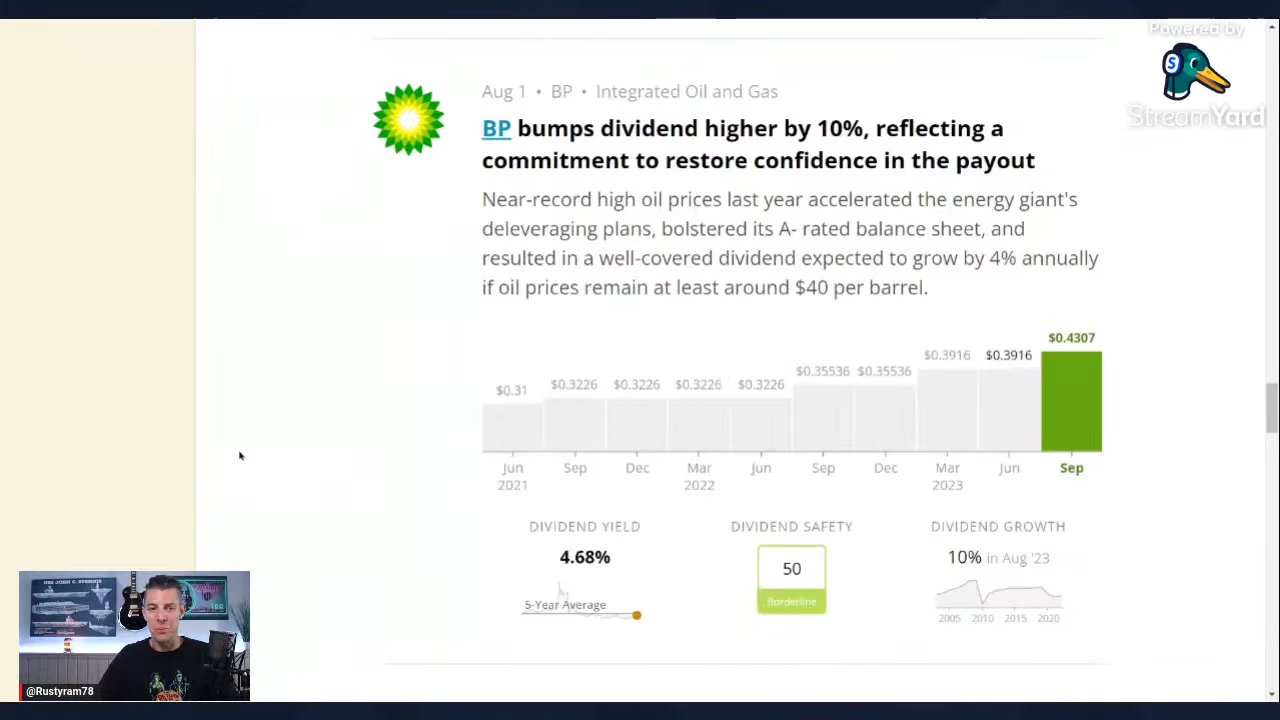 Powered by
StreamYard
Aug 1 • BP • Integrated Oil and Gas
BP bumps dividend higher by 10%, reflecting a
commitment to restore confidence in the payout
Near-record high oil prices last year accelerated the energy giant's
deleveraging plans, bolstered its A- rated balance sheet, and
resulted in a well-covered dividend expected to grow by 4% annually
if oil prices remain at least around $40 per barrel.
$0.31 $0.3226 $0.3226 $0.3226 $0.3226 $0.35536 $0.35536 $0.3916 $0.3916 $0.4307
Jun Sep Dec Mar Jun Sep Dec Mar Jun Sep
2021 2022 2023
DIVIDEND YIELD DIVIDEND SAFETY DIVIDEND GROWTH
4.68% 50 10% in Aug '23
5-Year Average Borderline
2005 2010 2015 2020
@Rustyram78